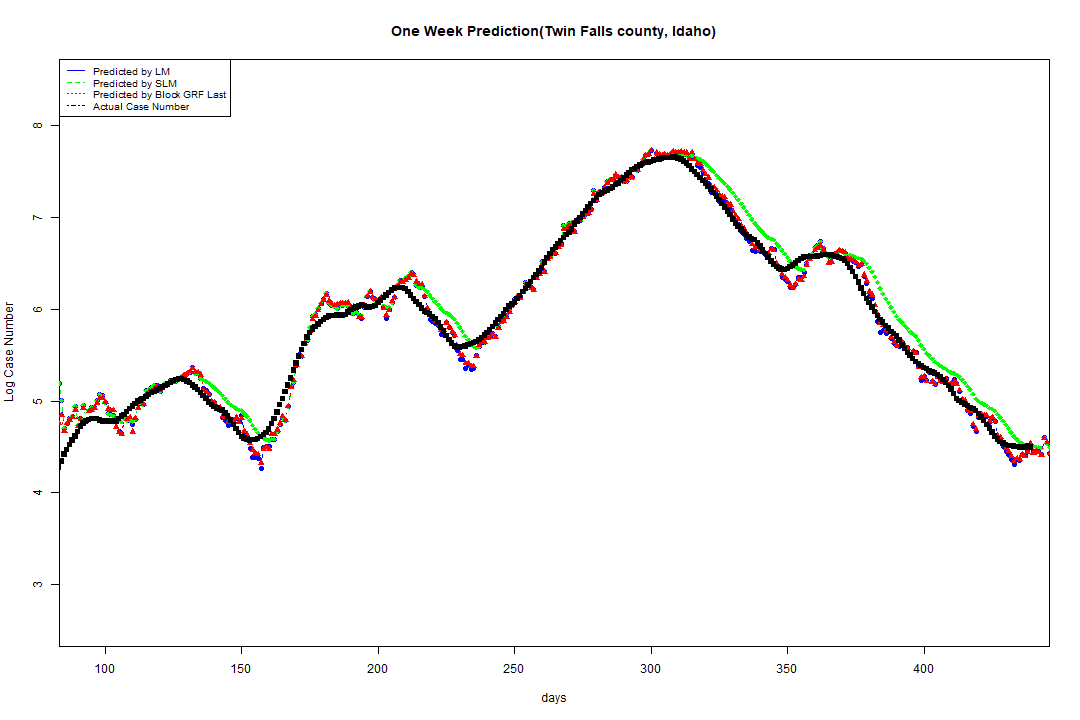 One Week Prediction(Twin Falls county, Idaho)
Predicted by LM
Predicted by SLM
Predicted by Block GRF Last
Actual Case Number
Log Case Number
8
7
6
5
4
3
100 150 200 250 300 350 400
days